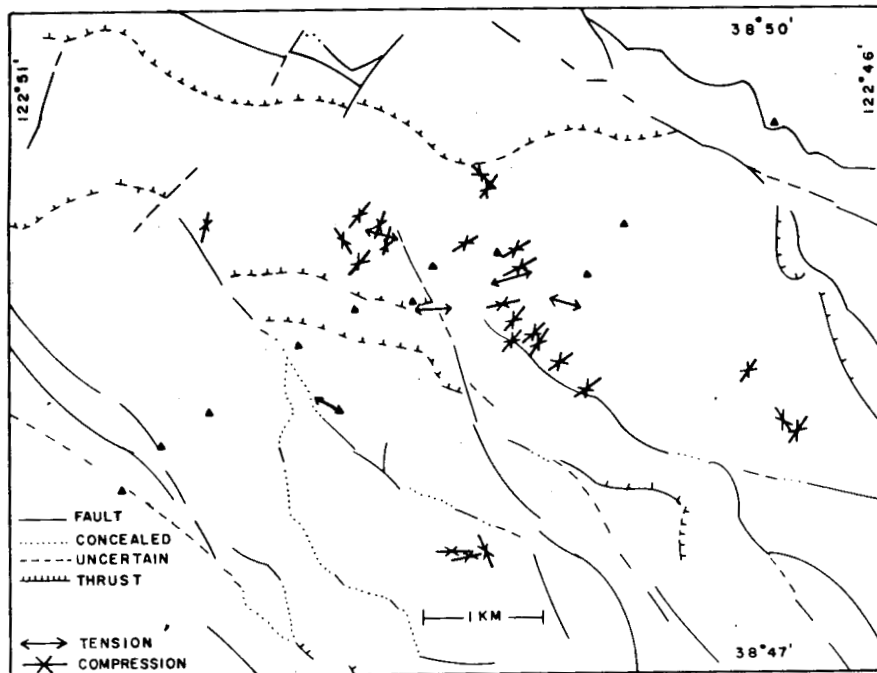 38°50'
122°51'
122°46'
FAULT
CONCEALED
UNCERTAIN
THRUST
1 KM
TENSION
COMPRESSION
38°47'